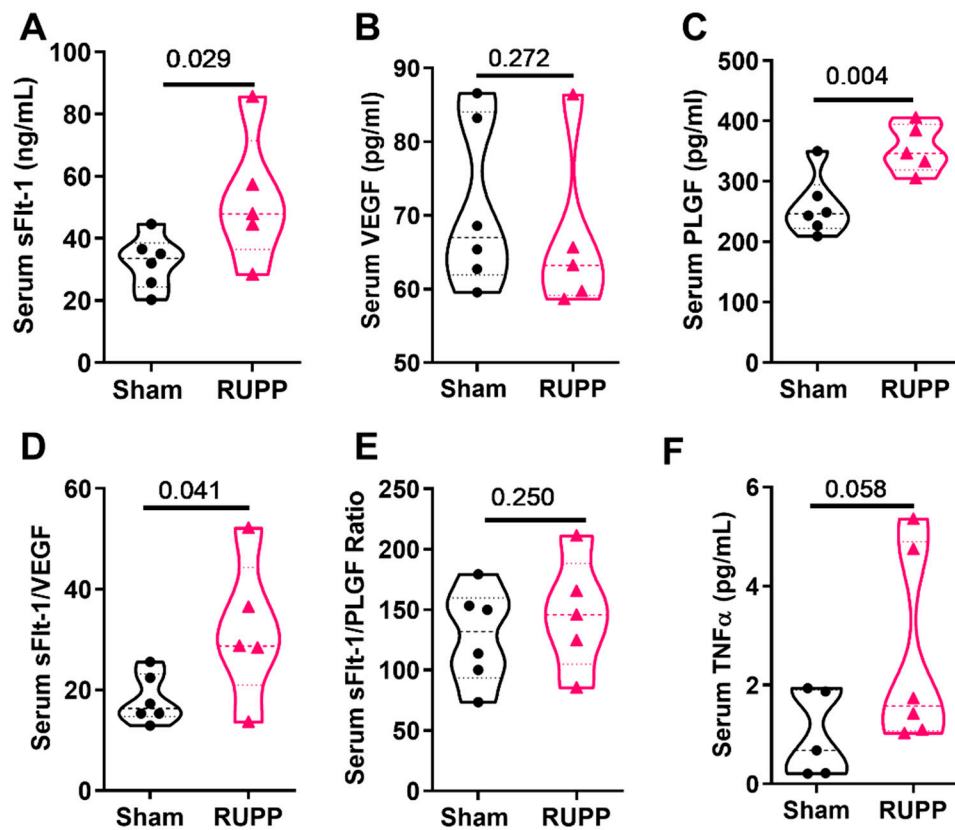 A
Serum sFlt-1 (ng/mL)
100
80
60
40
20
0
0.029
Sham RUPP
B
Serum VEGF (pg/ml)
90
80
70
60
50
0.272
Sham RUPP
C
Serum PLGF (pg/ml)
500
400
300
200
100
0
0.004
Sham RUPP
D
Serum sFlt-1/VEGF
60
40
20
0
0.041
Sham RUPP
E
Serum sFlt-1/PLGF Ratio
250
200
150
100
50
0
0.250
Sham RUPP
F
Serum TNFα (pg/mL)
6
4
2
0
0.058
Sham RUPP